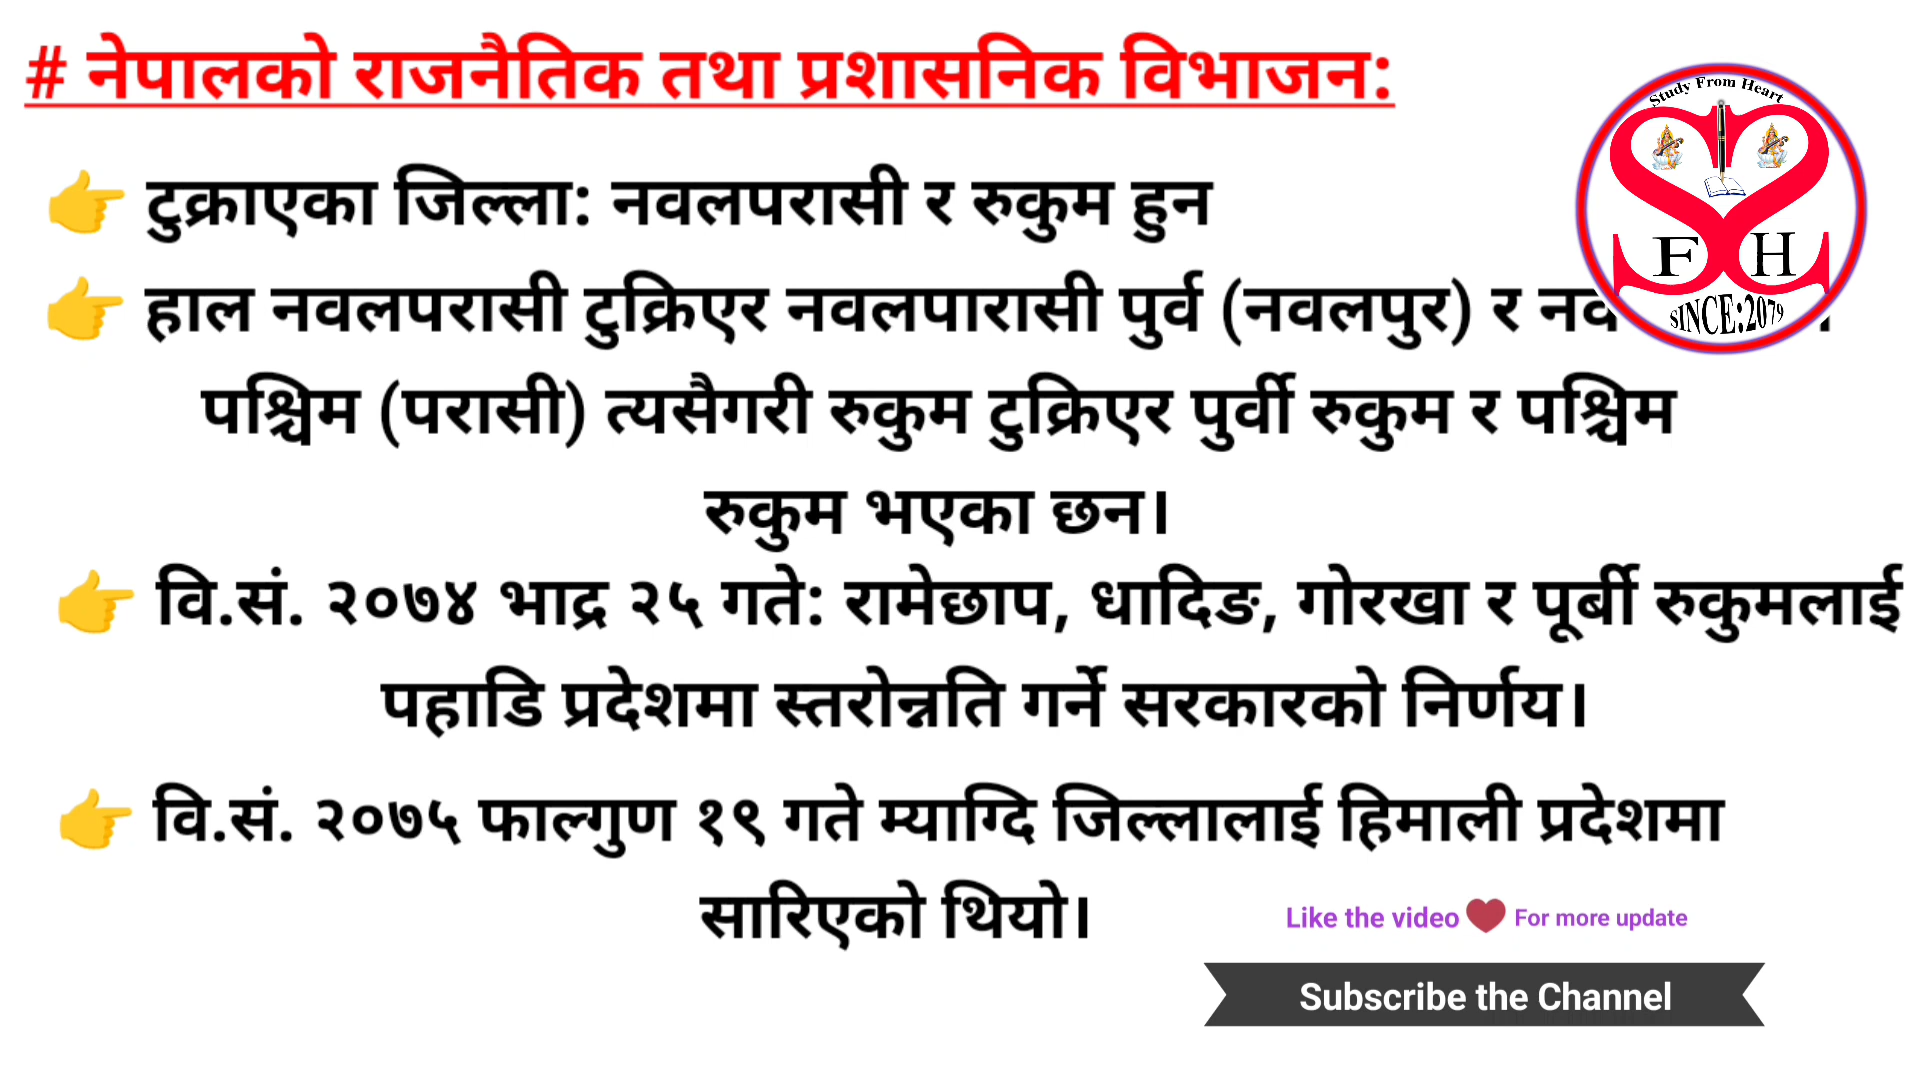 # नेपालको राजनैतिक तथा प्रशासनिक विभाजन:
Study From Heart
👉 टुक्राएका जिल्ला: नवलपरासी र रुकुम हुन
F H
👉 हाल नवलपरासी टुक्रिएर नवलपारासी पुर्व (नवलपुर) र
SINCE:2079
पश्चिम (परासी) त्यसैगरी रुकुम टुक्रिएर पुर्वी रुकुम र पश्चिम
रुकुम भएका छन।
👉 वि.सं. २०७४ भाद्र २५ गते: रामेछाप, धादिङ, गोरखा र पूर्बी रुकुमलाई
पहाडि प्रदेशमा स्तरोन्नति गर्ने सरकारको निर्णय।
👉 वि.सं. २०७५ फाल्गुण १९ गते म्याग्दि जिल्लालाई हिमाली प्रदेशमा
सारिएको थियो।
Like the video ❤ For more update
Subscribe the Channel